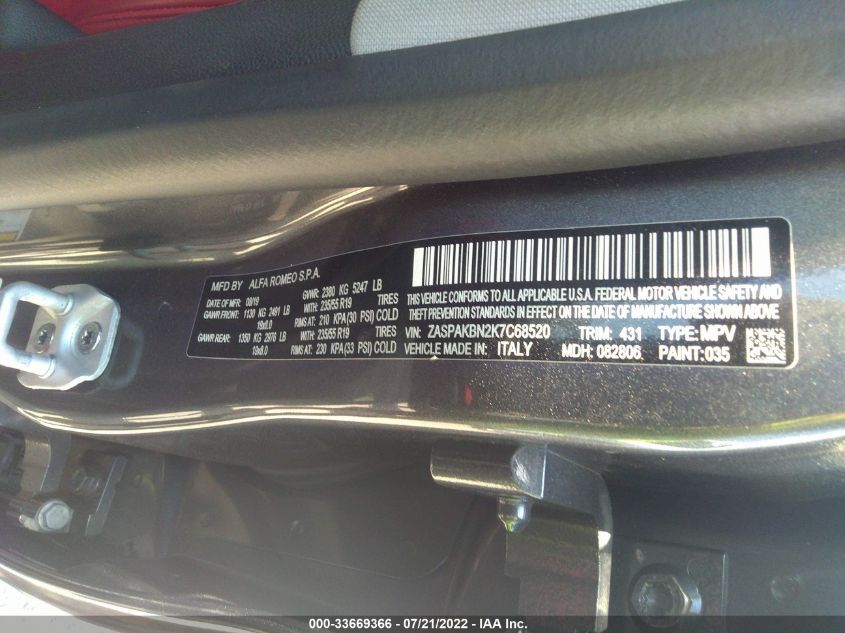 MFD BY ALFA ROMEO S.P.A.
DATE OF MFR 08/19 GVWR: 2380 KG 5247 LB
GAWR FRONT: 1130 KG 2491 LB WITH: 235/55 R19 TIRES
19x8.0 RIMS AT: 210 KPA(30 PSI) COLD
GAWR REAR: 1350 KG 2976 LB WITH: 235/55 R19 TIRES
19x8.0 RIMS AT: 230 KPA(33 PSI) COLD
THIS VEHICLE CONFORMS TO ALL APPLICABLE U.S.A. FEDERAL MOTOR VEHICLE SAFETY AND
THEFT PREVENTION STANDARDS IN EFFECT ON THE DATE OF MANUFACTURE SHOWN ABOVE
VIN: ZASPAKBN2K7C68520 TRIM: 431 TYPE: MPV
VEHICLE MADE IN: ITALY MDH: 082806 PAINT: 035
000-33669366 - 07/21/2022 - IAA Inc.